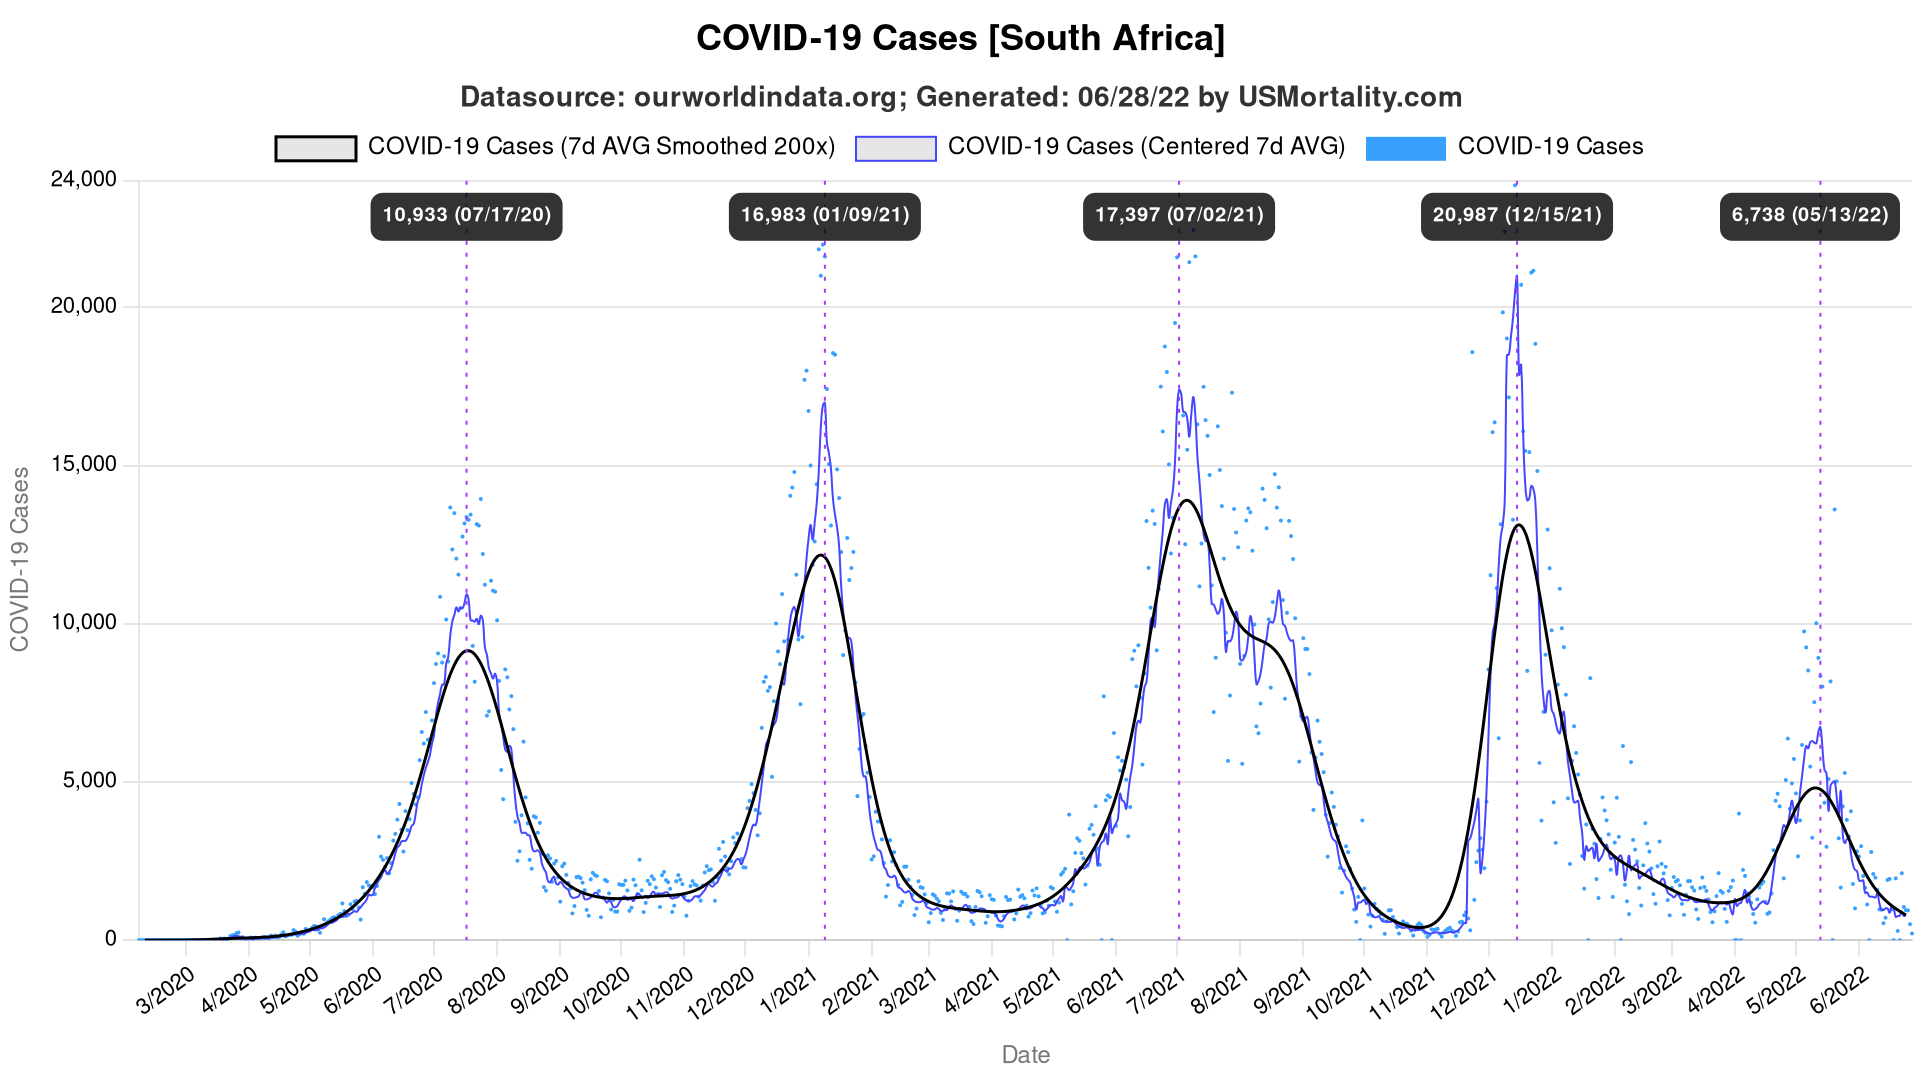 COVID-19 Cases [South Africa]
Datasource: ourworldindata.org; Generated: 06/28/22 by USMortality.com
COVID-19 Cases (7d AVG Smoothed 200x) COVID-19 Cases (Centered 7d AVG) COVID-19 Cases
24,000
10,933 (07/17/20) 16,983 (01/09/21) 17,397 (07/02/21) 20,987 (12/15/21) 6,738 (05/13/22)
20,000
15,000
10,000
5,000
0
COVID-19 Cases
3/2020 4/2020 5/2020 6/2020 7/2020 8/2020 9/2020 10/2020 11/2020 12/2020 1/2021 2/2021 3/2021 4/2021 5/2021 6/2021 7/2021 8/2021 9/2021 10/2021 11/2021 12/2021 1/2022 2/2022 3/2022 4/2022 5/2022 6/2022
Date